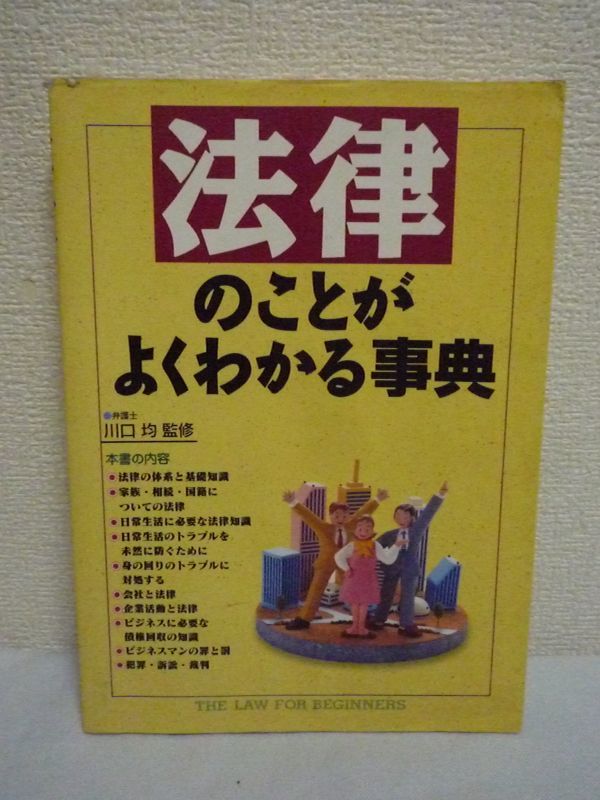 法律
のことが
よくわかる事典
●弁護士
川口 均 監修
本書の内容
●法律の体系と基礎知識
●家族・相続・国籍に
ついての法律
●日常生活に必要な法律知識
●日常生活のトラブルを
未然に防ぐために
●身の回りのトラブルに
対処する
●会社と法律
●企業活動と法律
●ビジネスに必要な
債権回収の知識
●ビジネスマンの罪と罰
●犯罪・訴訟・裁判
THE LAW FOR BEGINNERS